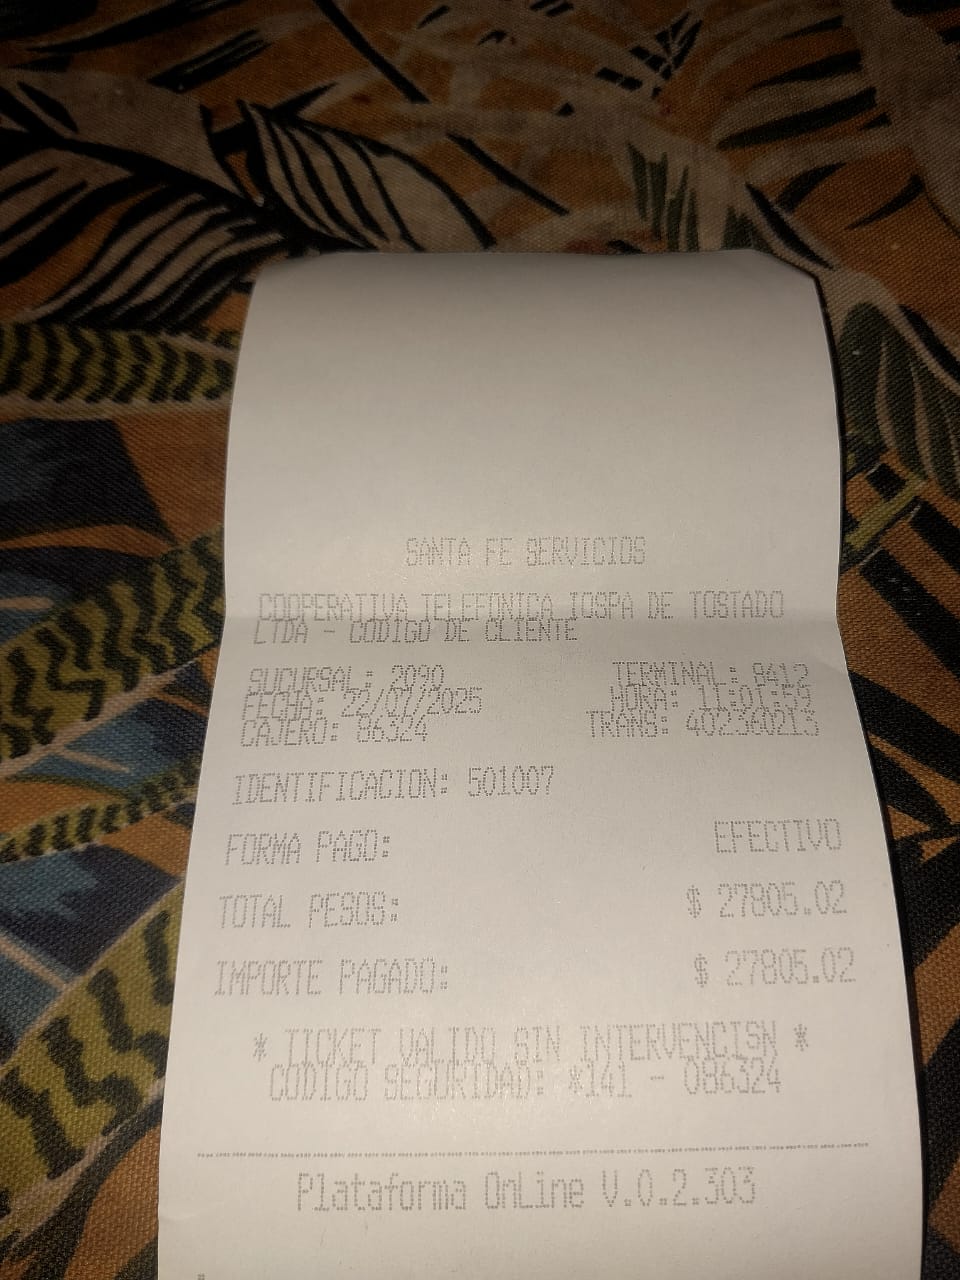 SANTA FE SERVICIOS
COOPERATIVA TELEFINICA IOSPA DE TOSTADO
LTDA - CODIGO DE CLIENTE
SUCURSAL: 2090 TERMINAL: 8412
FECHA: 22/07/2025 HORA: 11:01:59
CAJERO: 86324 TRANS: 402360213
IDENTIFICACION: 501007
FORMA PAGO: EFECTIVO
TOTAL PESOS: $ 27805.02
IMPORTE PAGADO: $ 27805.02
* TICKET VALIDO SIN INTERVENCISN *
CODIGO SEGURIDAD: *141 - 086324
Plataforma OnLine V.0.2.303